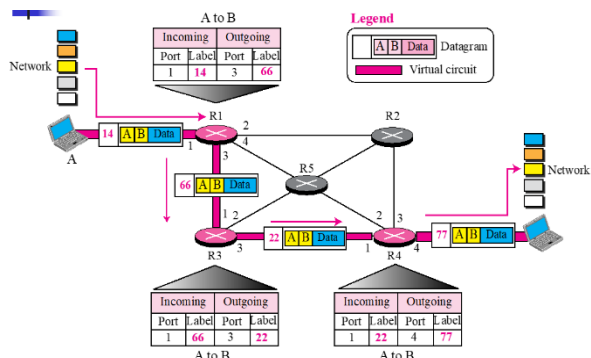 A to B
Incoming Outgoing
Port Label Port Label
1 14 3 66
Legend
A B Data Datagram
Virtual circuit
Network
R1
R2
14 A B Data
1
2
4
3
A
R5
66 A B Data
Network
1
2
2
3
22 A B Data
77 A B Data
R3
3
1
R4
4
Incoming Outgoing
Port Label Port Label
1 66 3 22
A to B
Incoming Outgoing
Port Label Port Label
1 22 4 77
A to B